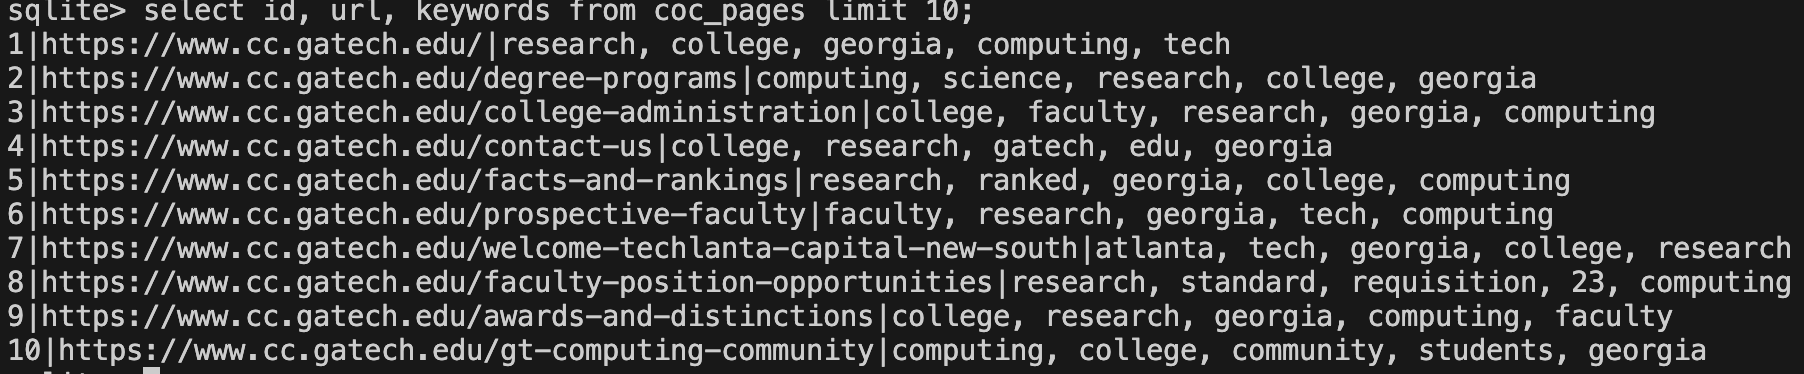 sqlite> select id, url, keywords from coc_pages limit 10;
1|https://www.cc.gatech.edu/|research, college, georgia, computing, tech
2|https://www.cc.gatech.edu/degree-programs|computing, science, research, college, georgia
3|https://www.cc.gatech.edu/college-administration|college, faculty, research, georgia, computing
4|https://www.cc.gatech.edu/contact-us|college, research, gatech, edu, georgia
5|https://www.cc.gatech.edu/facts-and-rankings|research, ranked, georgia, college, computing
6|https://www.cc.gatech.edu/prospective-faculty|faculty, research, georgia, tech, computing
7|https://www.cc.gatech.edu/welcome-techlanta-capital-new-south|atlanta, tech, georgia, college, research
8|https://www.cc.gatech.edu/faculty-position-opportunities|research, standard, requisition, 23, computing
9|https://www.cc.gatech.edu/awards-and-distinctions|college, research, georgia, computing, faculty
10|https://www.cc.gatech.edu/gt-computing-community|computing, college, community, students, georgia